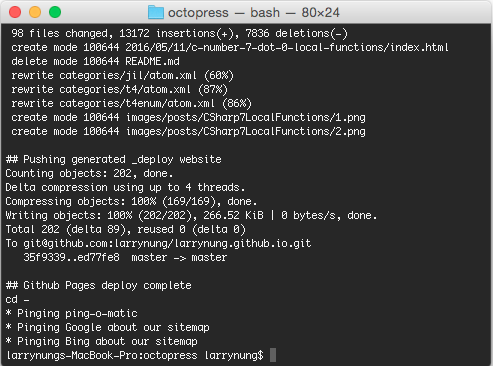 octopress — bash — 80×24
98 files changed, 13172 insertions(+), 7836 deletions(-)
create mode 100644 2016/05/11/c-number-7-dot-0-local-functions/index.html
delete mode 100644 README.md
rewrite categories/jil/atom.xml (60%)
rewrite categories/t4/atom.xml (87%)
rewrite categories/t4enum/atom.xml (86%)
create mode 100644 images/posts/CSharp7LocalFunctions/1.png
create mode 100644 images/posts/CSharp7LocalFunctions/2.png
## Pushing generated _deploy website
Counting objects: 202, done.
Delta compression using up to 4 threads.
Compressing objects: 100% (169/169), done.
Writing objects: 100% (202/202), 266.52 KiB | 0 bytes/s, done.
Total 202 (delta 89), reused 0 (delta 0)
To git@github.com:larrynung/larrynung.github.io.git
35f9339..ed77fe8  master -> master
## Github Pages deploy complete
cd -
* Pinging ping-o-matic
* Pinging Google about our sitemap
* Pinging Bing about our sitemap
larrynungs-MacBook-Pro:octopress larrynung$